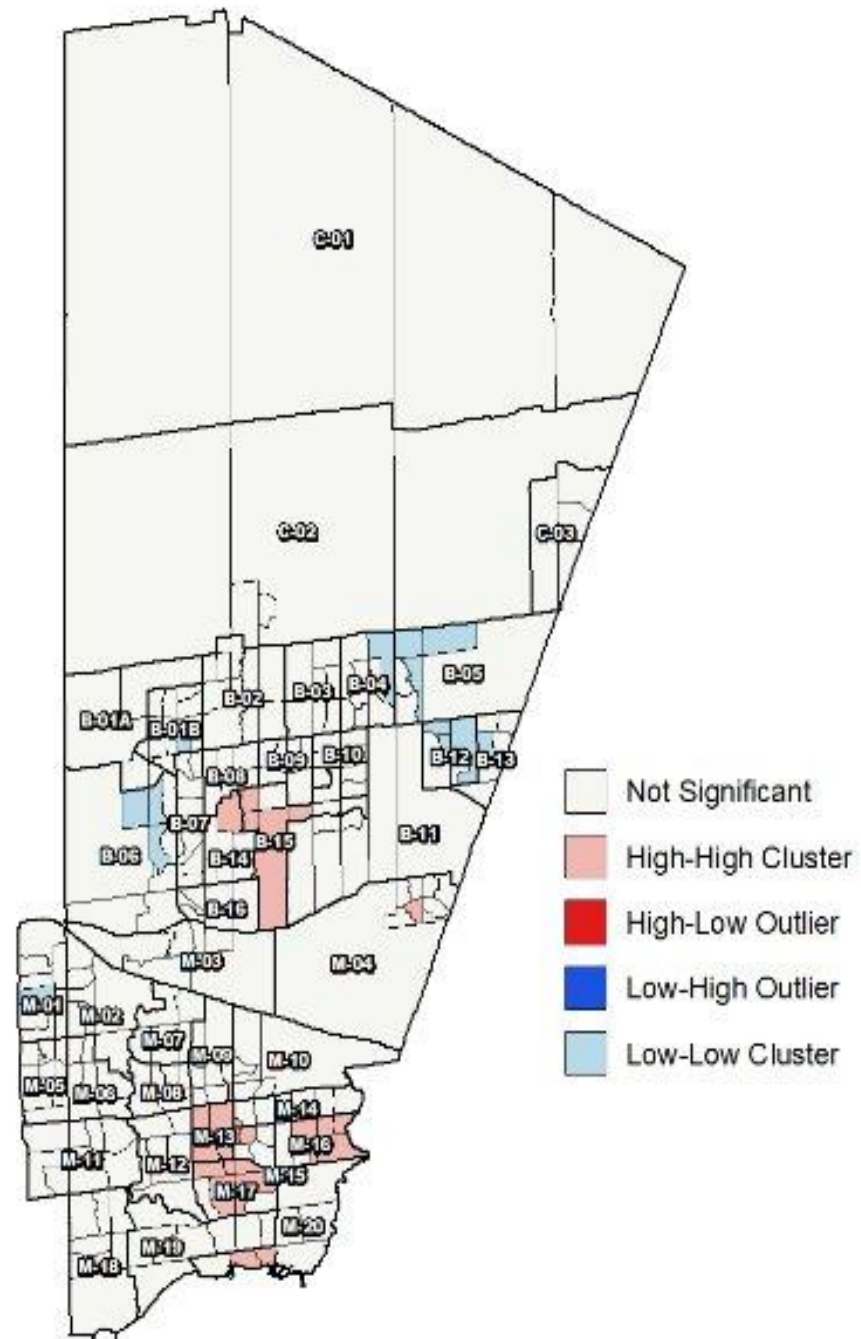 C-01
C-02
C-03
B-01A
B-01B
B-02
B-03
B-04
B-05
B-06
B-07
B-08
B-09
B-10
B-11
B-12
B-13
B-14
B-15
B-16
M-01
M-02
M-03
M-04
M-05
M-06
M-07
M-08
M-09
M-10
M-11
M-12
M-13
M-14
M-15
M-16
M-17
M-18
M-19
M-20
Not Significant
High-High Cluster
High-Low Outlier
Low-High Outlier
Low-Low Cluster